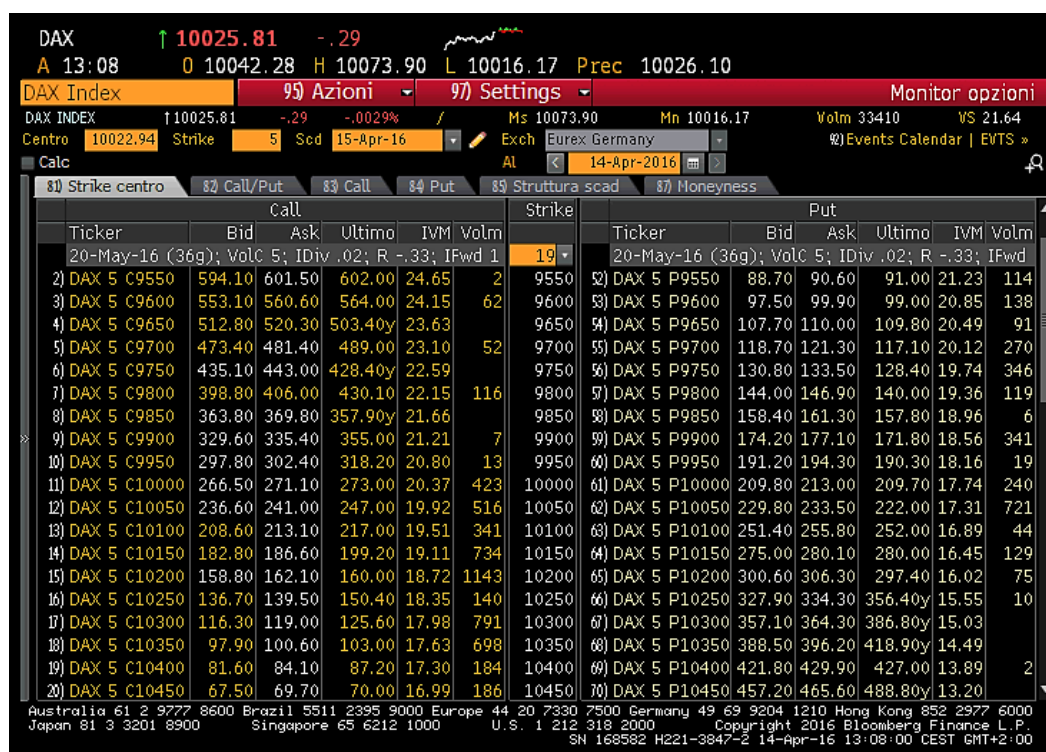 DAX ↑ 10025.81 -.29
A 13:08 O 10042.28 H 10073.90 L 10016.17 Prec 10026.10
DAX Index 95) Azioni 97) Settings Monitor opzioni
DAX INDEX ↑10025.81 -.29 -.0029% / Ms 10073.90 Mn 10016.17 Volm 33410 VS 21.64
Centro 10022.94 Strike 5 Scd 15-Apr-16 Exch Eurex Germany 92) Events Calendar | EVTS »
Calc Al < 14-Apr-2016 >
81) Strike centro 82) Call/Put 83) Call 84) Put 85) Struttura scad 87) Moneyness
Call Strike Put
Ticker Bid Ask Ultimo IVM Volm Ticker Bid Ask Ultimo IVM Volm
20-May-16 (36g); VolC 5; IDiv .02; R -.33; IFwd 1 19 20-May-16 (36g); VolC 5; IDiv .02; R -.33; IFwd
2) DAX 5 C9550 594.10 601.50 602.00 24.65 2 9550 52) DAX 5 P9550 88.70 90.60 91.00 21.23 114
3) DAX 5 C9600 553.10 560.60 564.00 24.15 62 9600 53) DAX 5 P9600 97.50 99.90 99.00 20.85 138
4) DAX 5 C9650 512.80 520.30 503.40y 23.63 9650 54) DAX 5 P9650 107.70 110.00 109.80 20.49 91
5) DAX 5 C9700 473.40 481.40 489.00 23.10 52 9700 55) DAX 5 P9700 118.70 121.30 117.10 20.12 270
6) DAX 5 C9750 435.10 443.00 428.40y 22.59 9750 56) DAX 5 P9750 130.80 133.50 128.40 19.74 346
7) DAX 5 C9800 398.80 406.00 430.10 22.15 116 9800 57) DAX 5 P9800 144.00 146.90 140.00 19.36 119
8) DAX 5 C9850 363.80 369.80 357.90y 21.66 9850 58) DAX 5 P9850 158.40 161.30 157.80 18.96 6
» 9) DAX 5 C9900 329.60 335.40 355.00 21.21 7 9900 59) DAX 5 P9900 174.20 177.10 171.80 18.56 341
10) DAX 5 C9950 297.80 302.40 318.20 20.80 13 9950 60) DAX 5 P9950 191.20 194.30 190.30 18.16 19
11) DAX 5 C10000 266.50 271.10 273.00 20.37 423 10000 61) DAX 5 P10000 209.80 213.00 209.70 17.74 240
12) DAX 5 C10050 236.60 241.00 247.00 19.92 516 10050 62) DAX 5 P10050 229.80 233.50 222.00 17.31 721
13) DAX 5 C10100 208.60 213.10 217.00 19.51 341 10100 63) DAX 5 P10100 251.40 255.80 252.00 16.89 44
14) DAX 5 C10150 182.80 186.60 199.20 19.11 734 10150 64) DAX 5 P10150 275.00 280.10 280.00 16.45 129
15) DAX 5 C10200 158.80 162.10 160.00 18.72 1143 10200 65) DAX 5 P10200 300.60 306.30 297.40 16.02 75
16) DAX 5 C10250 136.70 139.50 150.40 18.35 140 10250 66) DAX 5 P10250 327.90 334.30 356.40y 15.55 10
17) DAX 5 C10300 116.30 119.00 125.60 17.98 791 10300 67) DAX 5 P10300 357.10 364.30 386.80y 15.03
18) DAX 5 C10350 97.90 100.60 103.00 17.63 698 10350 68) DAX 5 P10350 388.50 396.20 418.90y 14.49
19) DAX 5 C10400 81.60 84.10 87.20 17.30 184 10400 69) DAX 5 P10400 421.80 429.90 427.00 13.89 2
20) DAX 5 C10450 67.50 69.70 70.00 16.99 186 10450 70) DAX 5 P10450 457.20 465.60 488.80y 13.20
Australia 61 2 9777 8600 Brazil 5511 2395 9000 Europe 44 20 7330 7500 Germany 49 69 9204 1210 Hong Kong 852 2977 6000
Japan 81 3 3201 8900 Singapore 65 6212 1000 U.S. 1 212 318 2000 Copyright 2016 Bloomberg Finance L.P.
SN 168582 H221-3847-2 14-Apr-16 13:08:00 CEST GMT+2:00